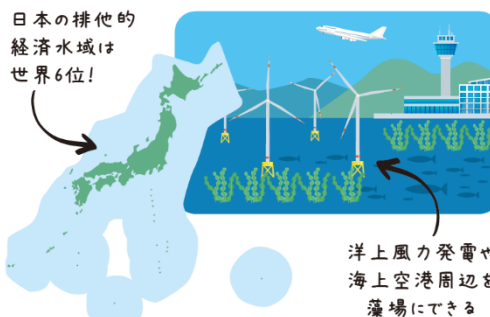 日本の排他的
経済水域は
世界6位!
洋上風力発電や
海上空港周辺を
藻場にできる